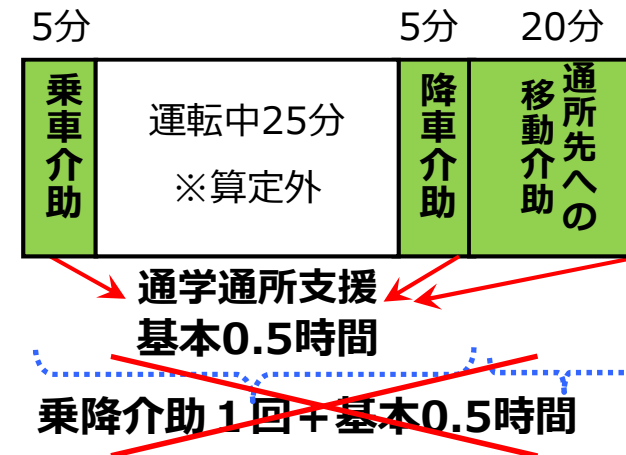 5分
5分
20分
乗車介助
運転中25分
※算定外
降車介助
通所先への
移動介助
通学通所支援
基本0.5時間
乗降介助１回＋基本0.5時間